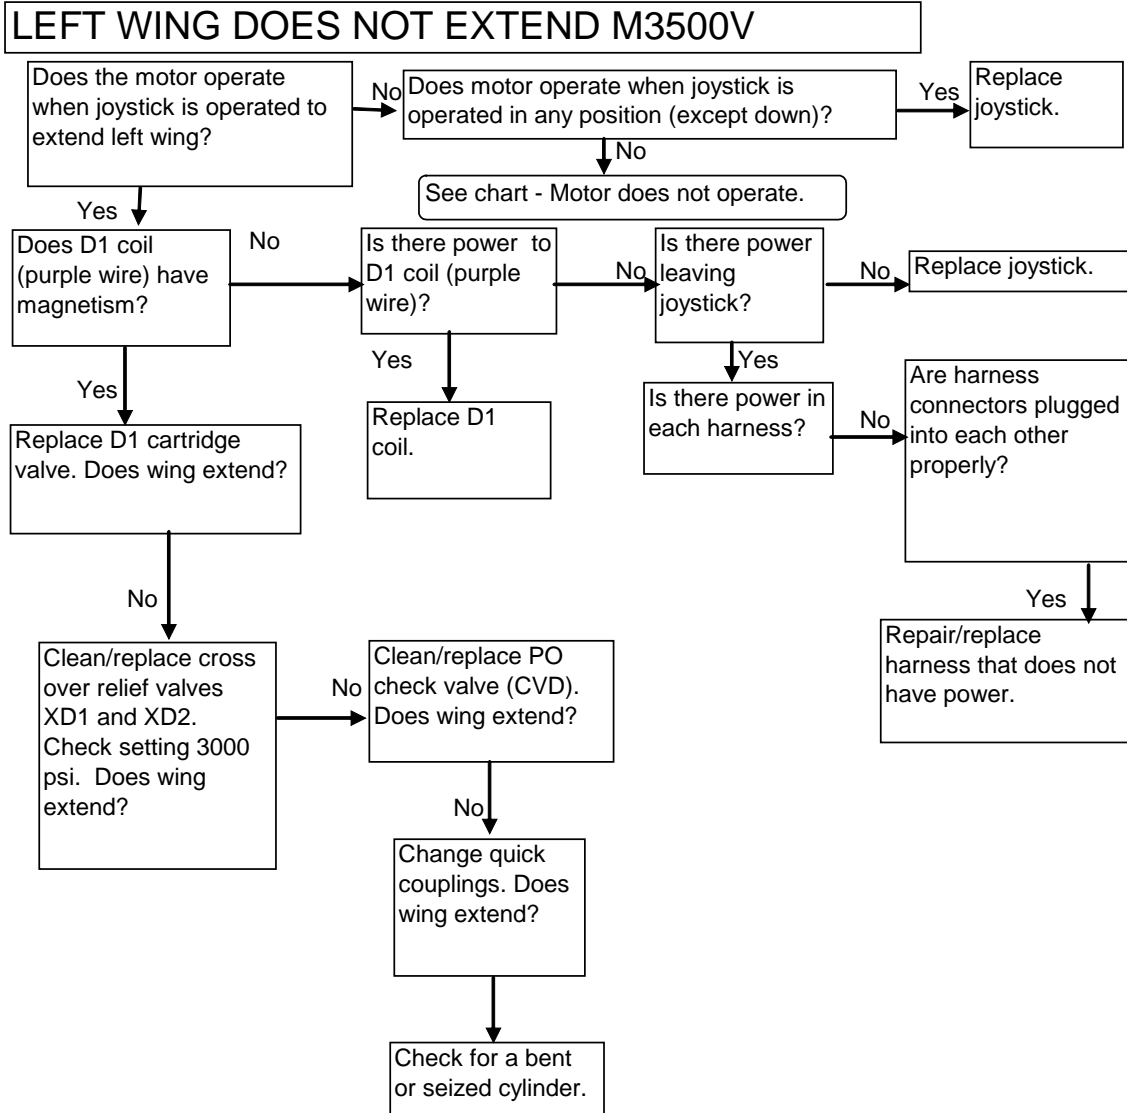 LEFT WING DOES NOT EXTEND M3500V
Does the motor operate
when joystick is operated to
extend left wing?
No
Does motor operate when joystick is
operated in any position (except down)?
Yes
Replace
joystick.
No
See chart - Motor does not operate.
Yes
Does D1 coil
(purple wire) have
magnetism?
No
Is there power to
D1 coil (purple
wire)?
No
Is there power
leaving
joystick?
No
Replace joystick.
Yes
Yes
Yes
Replace D1
coil.
Is there power in
each harness?
No
Are harness
connectors plugged
into each other
properly?
Replace D1 cartridge
valve. Does wing extend?
No
Yes
Repair/replace
harness that does not
have power.
Clean/replace cross
over relief valves
XD1 and XD2.
Check setting 3000
psi. Does wing
extend?
No
Clean/replace PO
check valve (CVD).
Does wing extend?
No
Change quick
couplings. Does
wing extend?
Check for a bent
or seized cylinder.